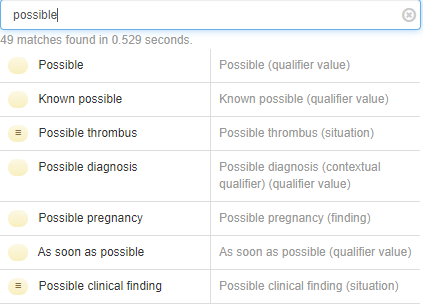 possible
49 matches found in 0.529 seconds.
Possible Possible (qualifier value)
Known possible Known possible (qualifier value)
Possible thrombus Possible thrombus (situation)
Possible diagnosis Possible diagnosis (contextual
qualifier) (qualifier value)
Possible pregnancy Possible pregnancy (finding)
As soon as possible As soon as possible (qualifier value)
Possible clinical finding Possible clinical finding (situation)